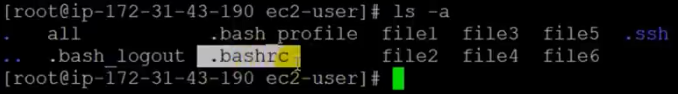 [root@ip-172-31-43-190 ec2-user]# ls -a
. all .bash_profile file1 file3 file5 .ssh
.. .bash_logout .bashrc file2 file4 file6
[root@ip-172-31-43-190 ec2-user]#